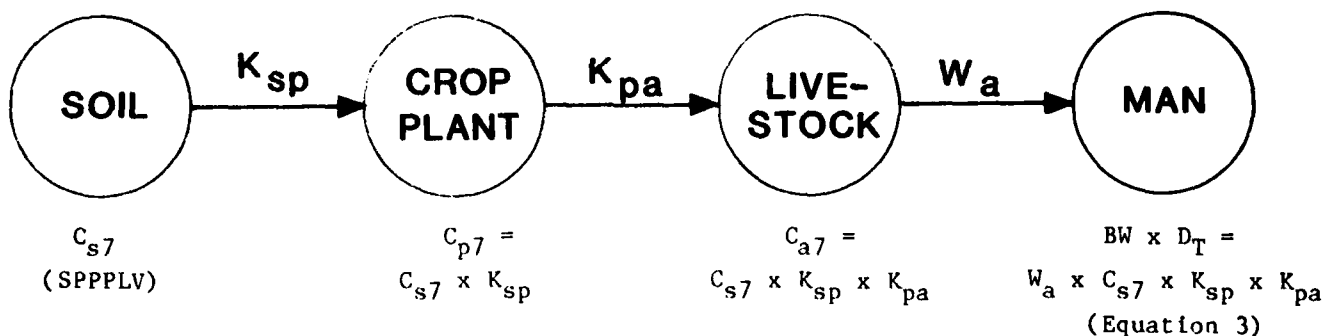 K_sp K_pa W_a
SOIL CROP PLANT LIVE-STOCK MAN
C_s7 C_p7 = C_a7 = BW x D_T =
(SPPPLV) C_s7 x K_sp C_s7 x K_sp x K_pa W_a x C_s7 x K_sp x K_pa
(Equation 3)